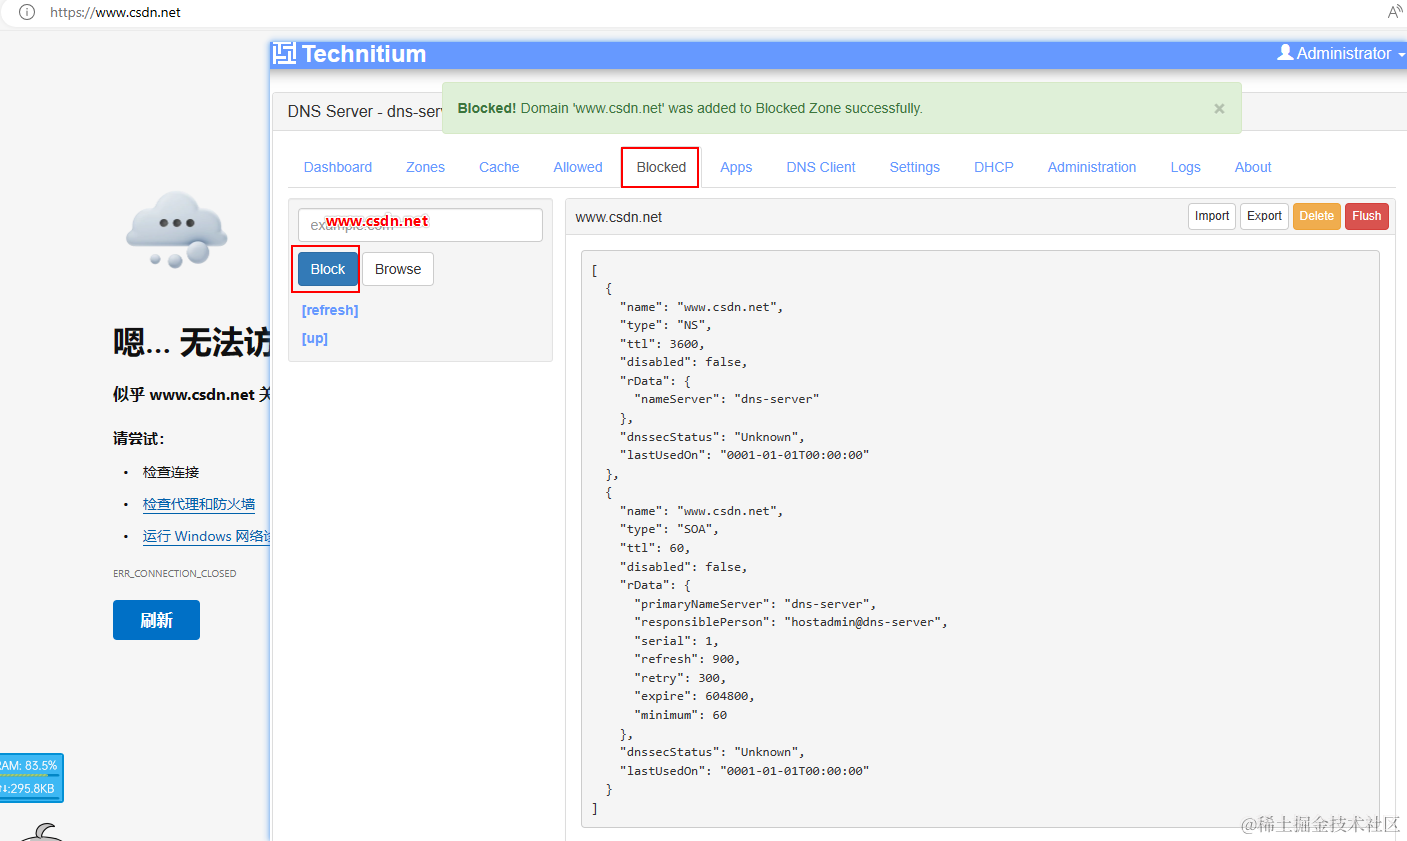 https://www.csdn.net
Technitium
Administrator
DNS Server - dns-ser
Blocked! Domain 'www.csdn.net' was added to Blocked Zone successfully.
×
Dashboard Zones Cache Allowed Blocked Apps DNS Client Settings DHCP Administration Logs About
www.csdn.net
Block Browse
[refresh]
[up]
www.csdn.net
Import Export Delete Flush
[
{
"name": "www.csdn.net",
"type": "NS",
"ttl": 3600,
"disabled": false,
"rData": {
"nameServer": "dns-server"
},
"dnssecStatus": "Unknown",
"lastUsedOn": "0001-01-01T00:00:00"
},
{
"name": "www.csdn.net",
"type": "SOA",
"ttl": 60,
"disabled": false,
"rData": {
"primaryNameServer": "dns-server",
"responsiblePerson": "hostadmin@dns-server",
"serial": 1,
"refresh": 900,
"retry": 300,
"expire": 604800,
"minimum": 60
},
"dnssecStatus": "Unknown",
"lastUsedOn": "0001-01-01T00:00:00"
}
]
嗯... 无法访
似乎 www.csdn.net 关
请尝试:
• 检查连接
• 检查代理和防火墙
• 运行 Windows 网络诊
ERR_CONNECTION_CLOSED
刷新
RAM: 83.5%
295.8KB
@稀土掘金技术社区